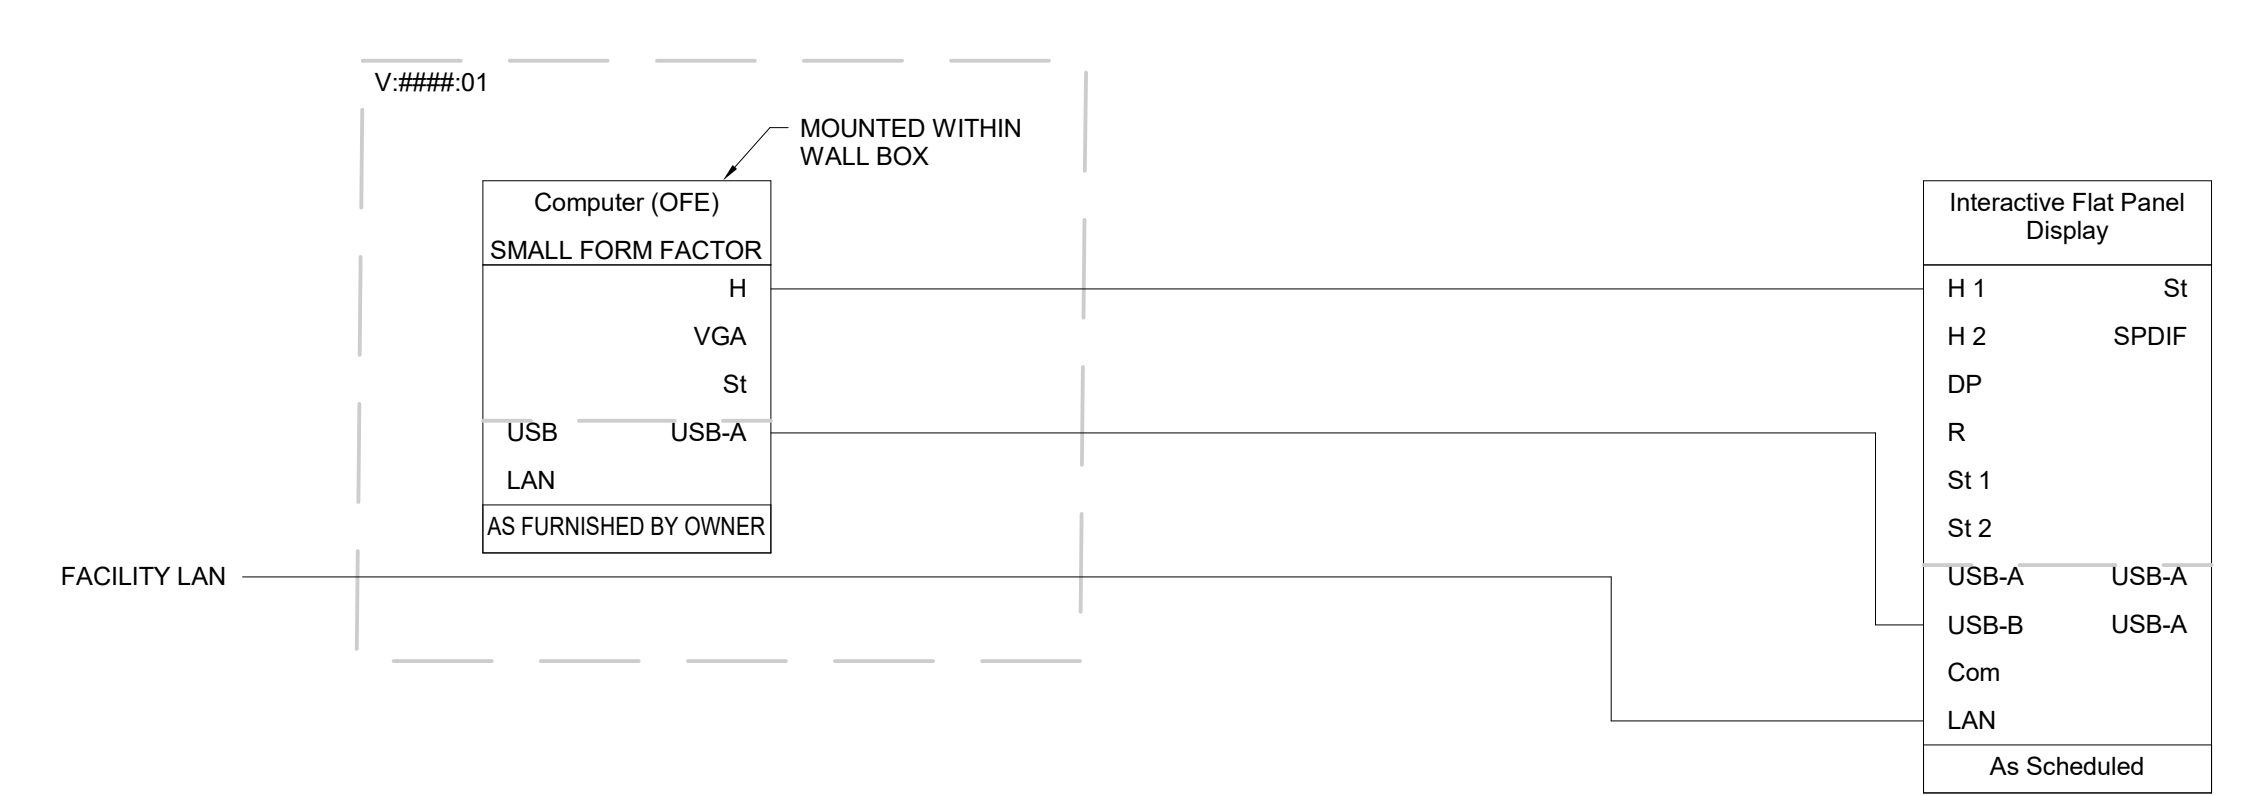 V:####:01
MOUNTED WITHIN
WALL BOX
Computer (OFE)
SMALL FORM FACTOR
H
VGA
St
USB USB-A
LAN
AS FURNISHED BY OWNER
FACILITY LAN
Interactive Flat Panel
Display
H 1 St
H 2 SPDIF
DP
R
St 1
St 2
USB-A USB-A
USB-B USB-A
Com
LAN
As Scheduled